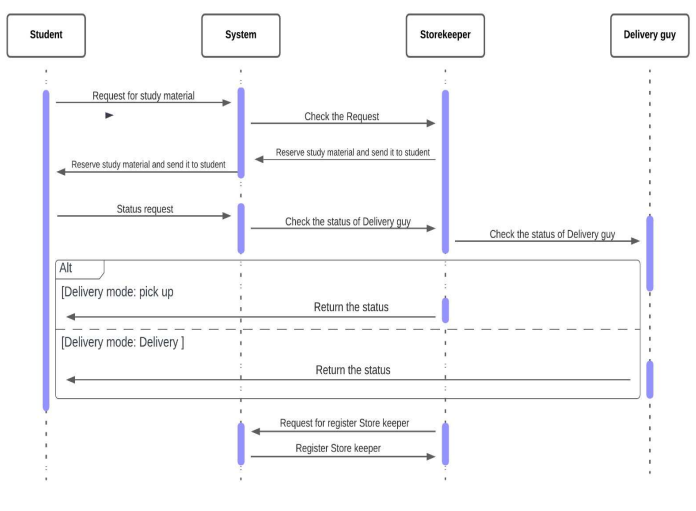 Student
System
Storekeeper
Delivery guy
Request for study material
Check the Request
Reserve study material and send it to student
Reserve study material and send it to student
Status request
Check the status of Delivery guy
Check the status of Delivery guy
Alt
[Delivery mode: pick up
Return the status
[Delivery mode: Delivery ]
Return the status
Request for register Store keeper
Register Store keeper